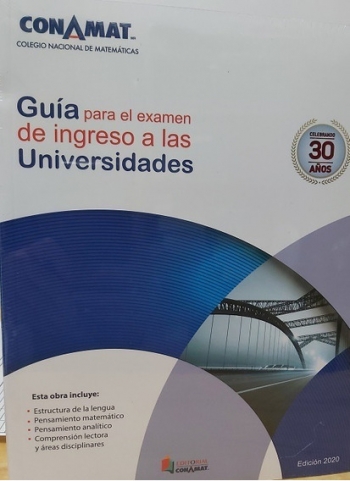 CONAMAT
COLEGIO NACIONAL DE MATEMÁTICAS
Guía para el examen
de ingreso a las
Universidades
CELEBRANDO
30
AÑOS
Esta obra incluye:
• Estructura de la lengua
• Pensamiento matemático
• Pensamiento analítico
• Comprensión lectora
y áreas disciplinares
EDITORIAL
CONAMAT
Edición 2020